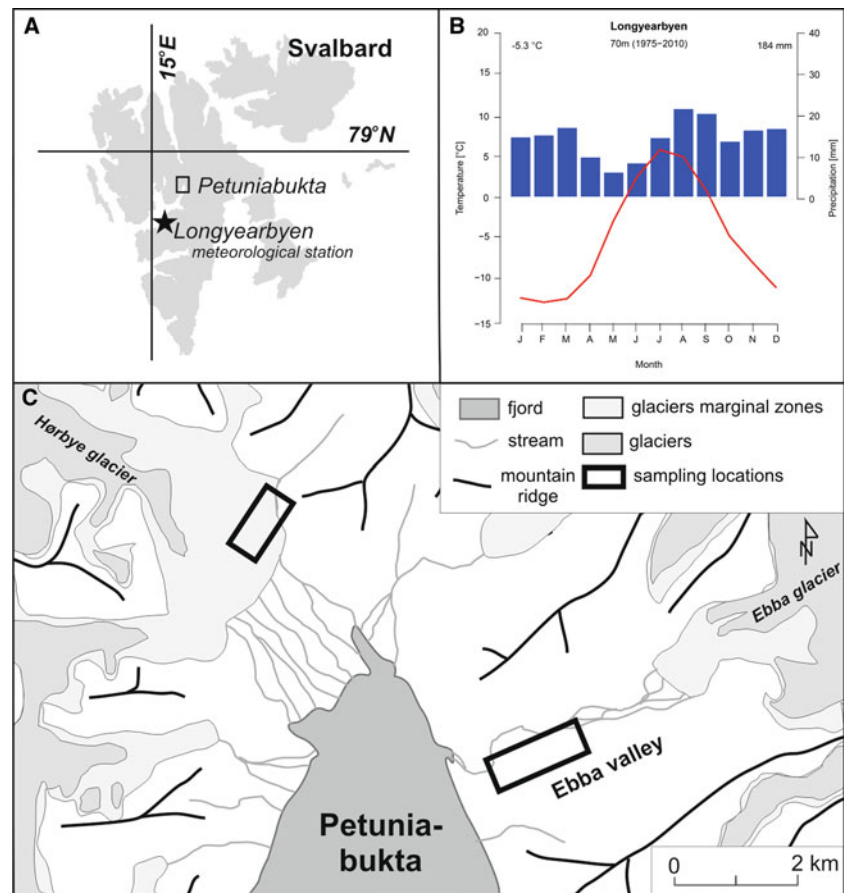 A
Svalbard
15°E
79°N
Petuniabukta
Longyearbyen
meteorological station
B
Longyearbyen
-5.3 °C
70m (1975−2010)
184 mm
Temperature [°C]
20
15
10
5
0
−5
−10
−15
Precipitation [mm]
40
30
20
10
0
J F M A M J J A S O N D
Month
C
Hørbye glacier
fjord
stream
mountain
ridge
glaciers marginal zones
glaciers
sampling locations
N
Ebba glacier
Ebba valley
Petunia-
bukta
0 2 km